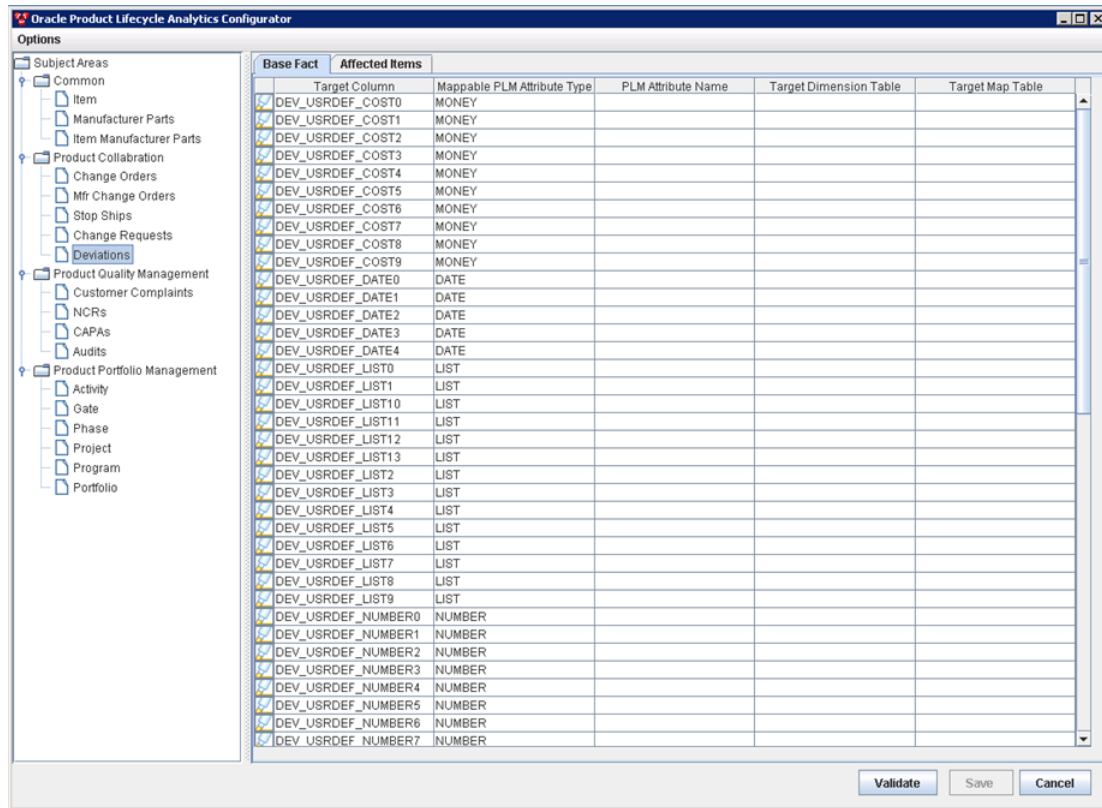 Oracle Product Lifecycle Analytics Configurator
Options
Subject Areas
Common
Item
Manufacturer Parts
Item Manufacturer Parts
Product Collabration
Change Orders
Mfr Change Orders
Stop Ships
Change Requests
Deviations
Product Quality Management
Customer Complaints
NCRs
CAPAs
Audits
Product Portfolio Management
Activity
Gate
Phase
Project
Program
Portfolio
Base Fact Affected Items
Target Column Mappable PLM Attribute Type PLM Attribute Name Target Dimension Table Target Map Table
DEV_USRDEF_COST0 MONEY
DEV_USRDEF_COST1 MONEY
DEV_USRDEF_COST2 MONEY
DEV_USRDEF_COST3 MONEY
DEV_USRDEF_COST4 MONEY
DEV_USRDEF_COST5 MONEY
DEV_USRDEF_COST6 MONEY
DEV_USRDEF_COST7 MONEY
DEV_USRDEF_COST8 MONEY
DEV_USRDEF_COST9 MONEY
DEV_USRDEF_DATE0 DATE
DEV_USRDEF_DATE1 DATE
DEV_USRDEF_DATE2 DATE
DEV_USRDEF_DATE3 DATE
DEV_USRDEF_DATE4 DATE
DEV_USRDEF_LIST0 LIST
DEV_USRDEF_LIST1 LIST
DEV_USRDEF_LIST10 LIST
DEV_USRDEF_LIST11 LIST
DEV_USRDEF_LIST12 LIST
DEV_USRDEF_LIST13 LIST
DEV_USRDEF_LIST2 LIST
DEV_USRDEF_LIST3 LIST
DEV_USRDEF_LIST4 LIST
DEV_USRDEF_LIST5 LIST
DEV_USRDEF_LIST6 LIST
DEV_USRDEF_LIST7 LIST
DEV_USRDEF_LIST8 LIST
DEV_USRDEF_LIST9 LIST
DEV_USRDEF_NUMBER0 NUMBER
DEV_USRDEF_NUMBER1 NUMBER
DEV_USRDEF_NUMBER2 NUMBER
DEV_USRDEF_NUMBER3 NUMBER
DEV_USRDEF_NUMBER4 NUMBER
DEV_USRDEF_NUMBER5 NUMBER
DEV_USRDEF_NUMBER6 NUMBER
DEV_USRDEF_NUMBER7 NUMBER
Validate Save Cancel